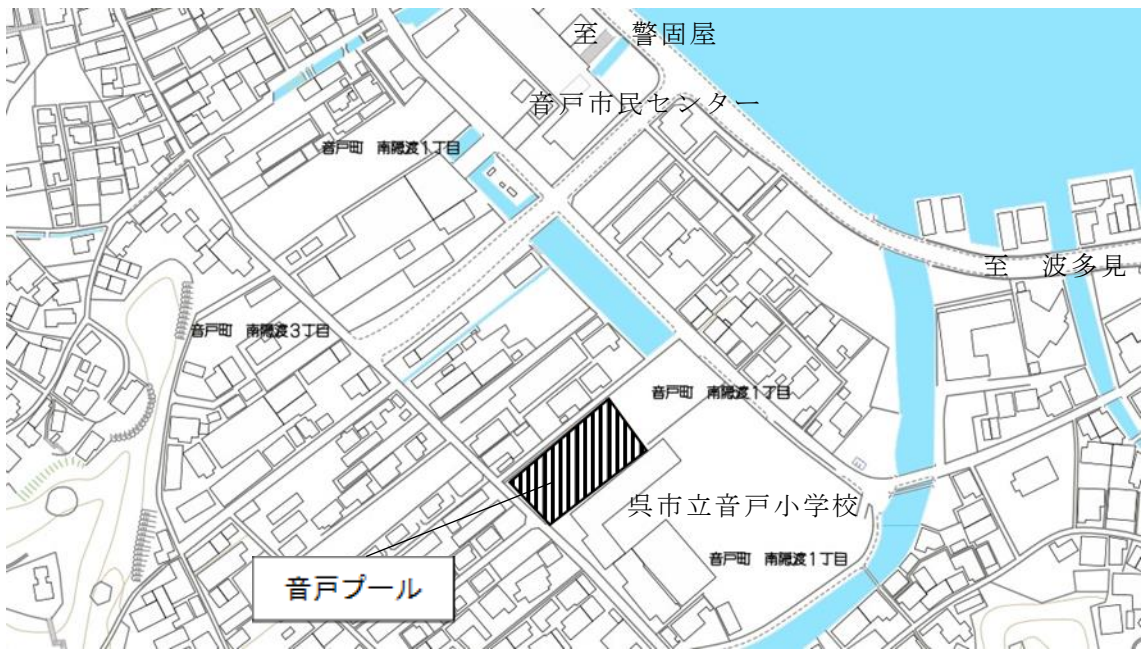 至 警固屋
音戸市民センター
音戸町 南隠渡1丁目
至 波多見
音戸町 南隠渡3丁目
音戸町 南隠渡1丁目
呉市立音戸小学校
音戸町 南隠渡1丁目
音戸プール